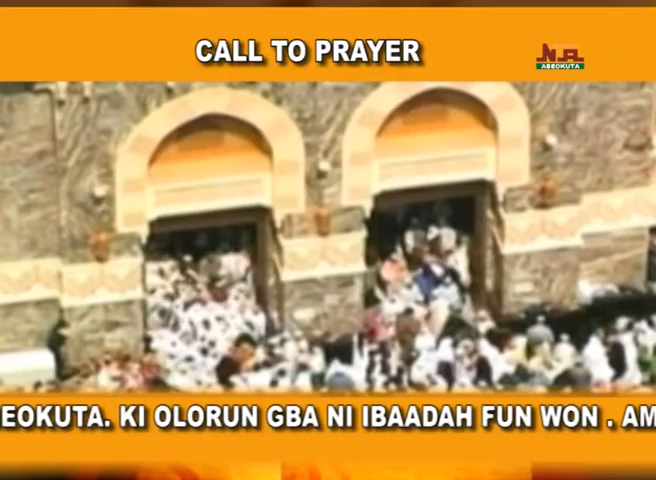 CALL TO PRAYER
ABEOKUTA
EOKUTA. KI OLORUN GBA NI IBAADAH FUN WON . AM